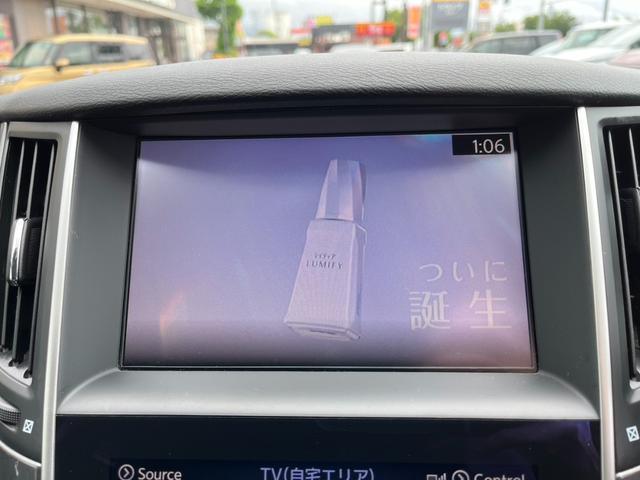 1:06
LUMIFY
ついに
誕生
Source
TV(自宅エリア)
Control